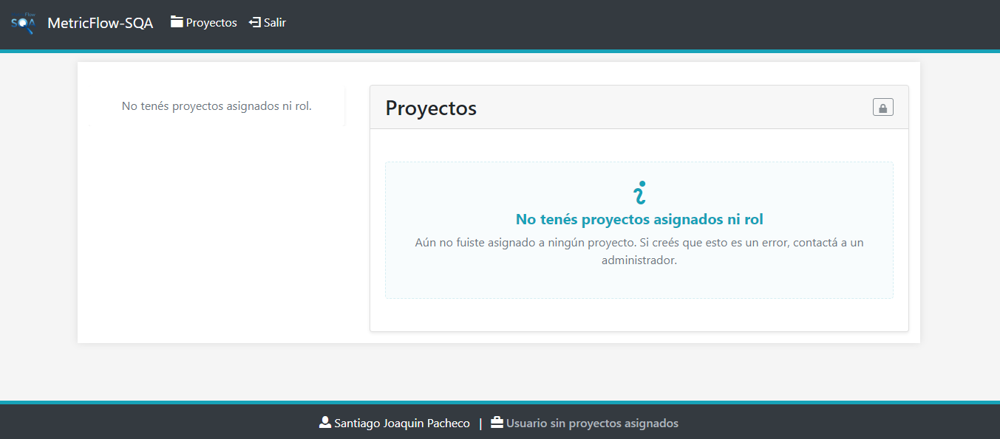 Flow
SQA
MetricFlow-SQA
Proyectos
Salir
No tenés proyectos asignados ni rol.
Proyectos
No tenés proyectos asignados ni rol
Aún no fuiste asignado a ningún proyecto. Si creés que esto es un error, contactá a un
administrador.
Santiago Joaquin Pacheco | Usuario sin proyectos asignados